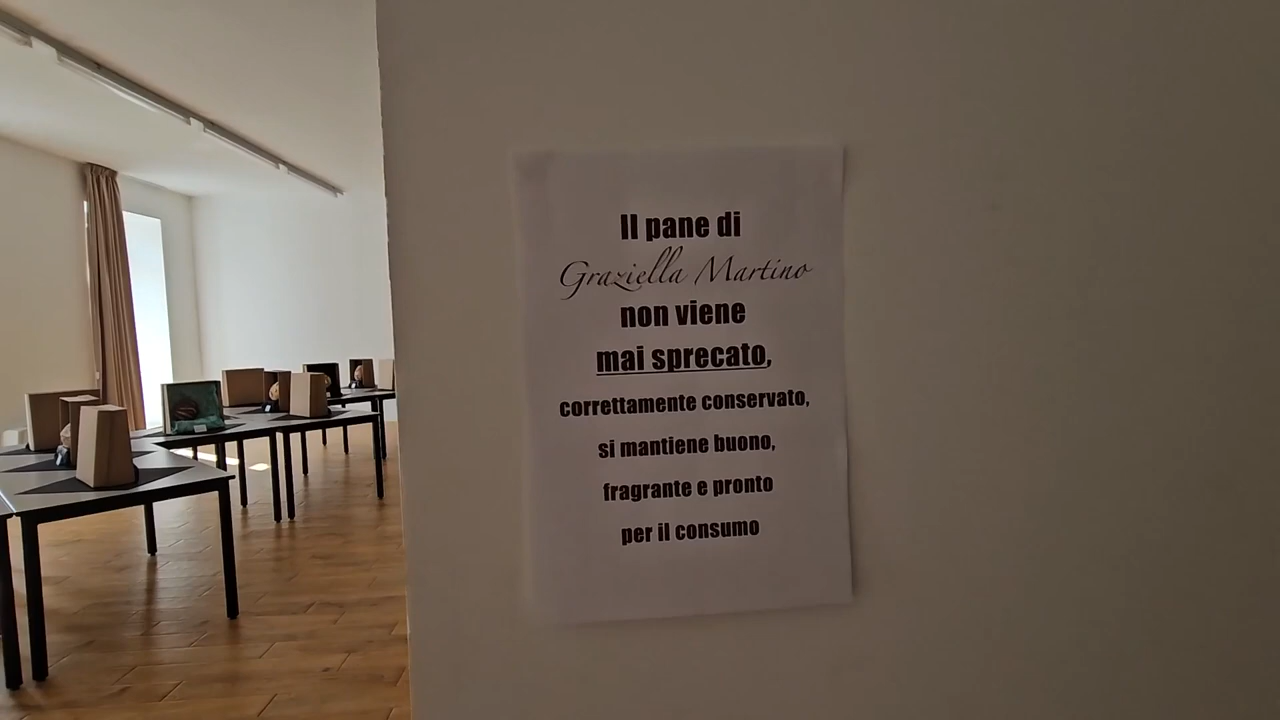 Il pane di
Graziella Martino
non viene
mai sprecato,
correttamente conservato,
si mantiene buono,
fragrante e pronto
per il consumo